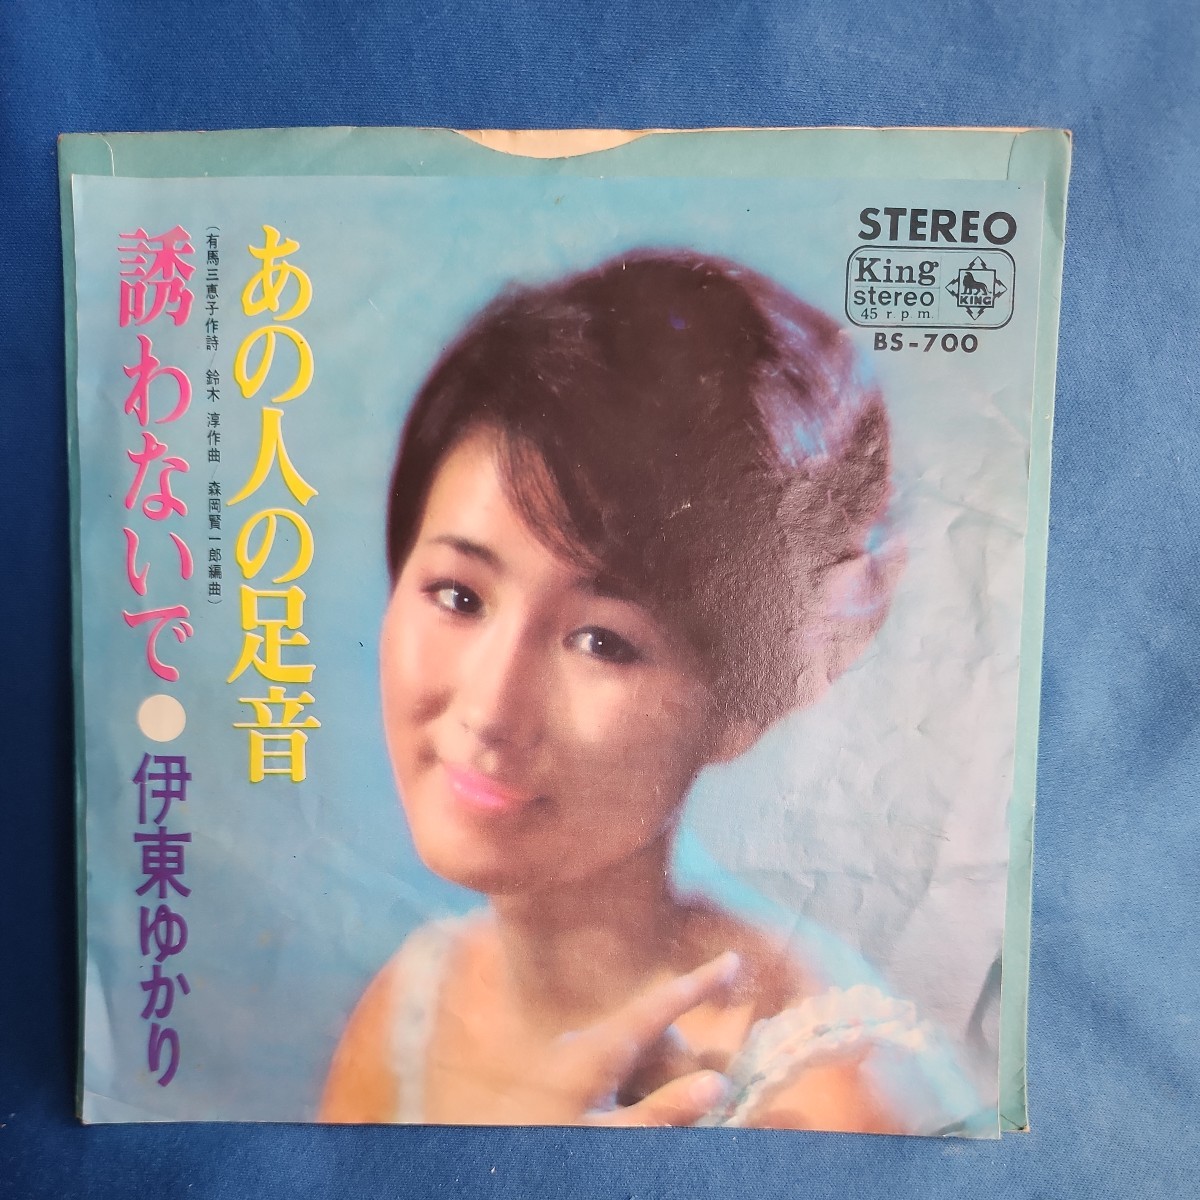 STEREO
King
stereo
45 r.p.m.
KING
BS-700
あの人の足音
(有馬三恵子作詩/鈴木 淳作曲/森岡賢一郎編曲)
誘わないで●伊東ゆかり